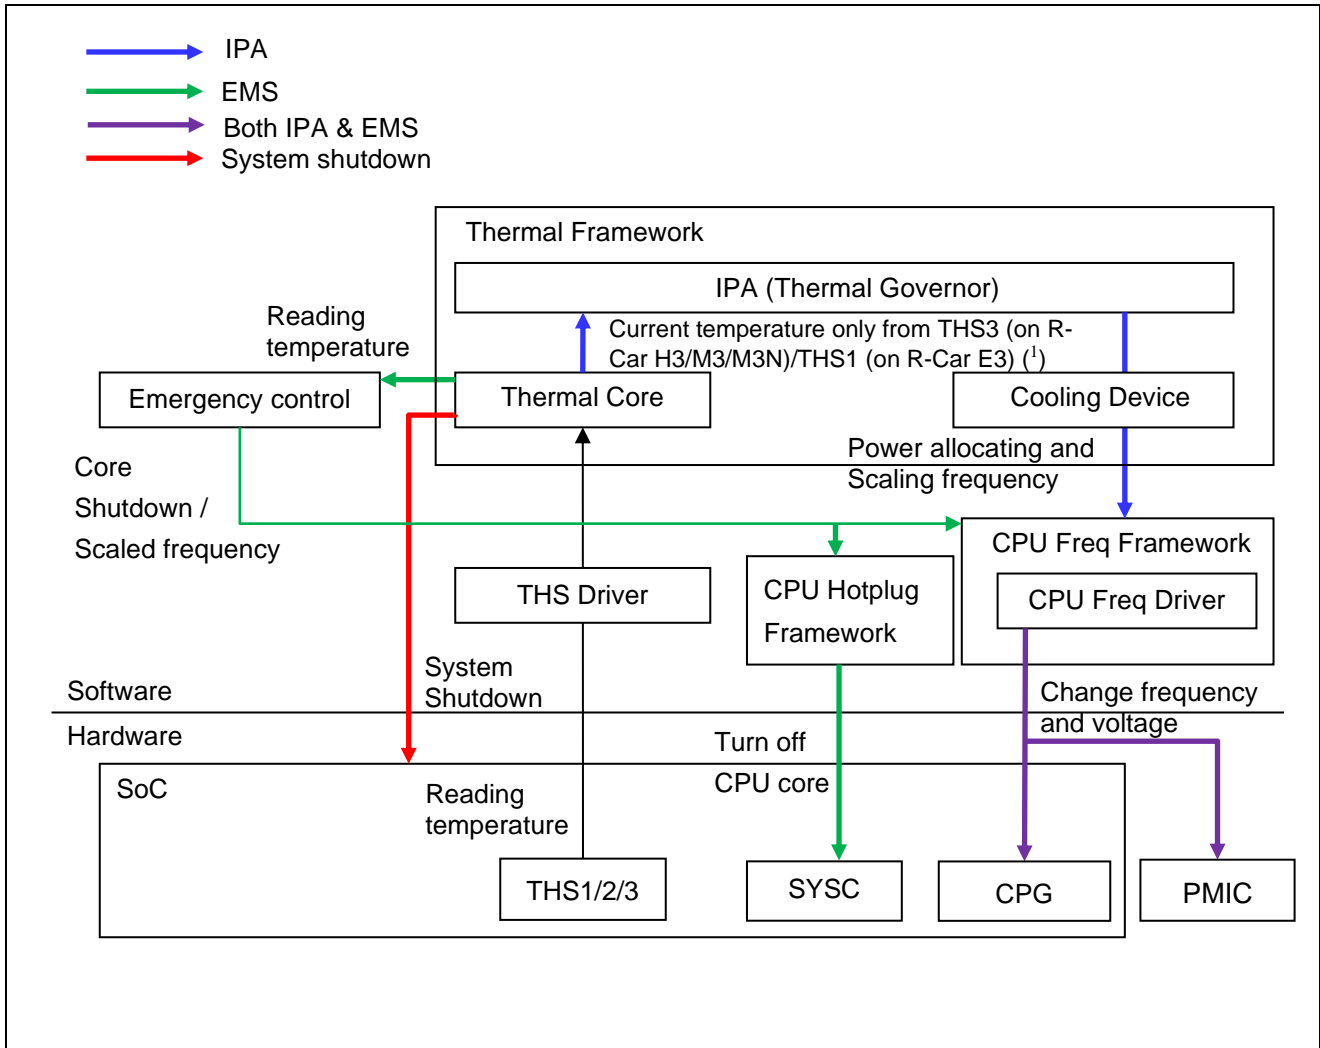 IPA
EMS
Both IPA & EMS
System shutdown
Thermal Framework
IPA (Thermal Governor)
Reading
temperature
Current temperature only from THS3 (on R-
Car H3/M3/M3N)/THS1 (on R-Car E3) (1)
Emergency control
Thermal Core
Cooling Device
Power allocating and
Scaling frequency
Core
Shutdown /
Scaled frequency
CPU Freq Framework
CPU Freq Driver
THS Driver
CPU Hotplug
Framework
System
Shutdown
Software
Hardware
Change frequency
and voltage
Turn off
CPU core
SoC
Reading
temperature
THS1/2/3
SYSC
CPG
PMIC